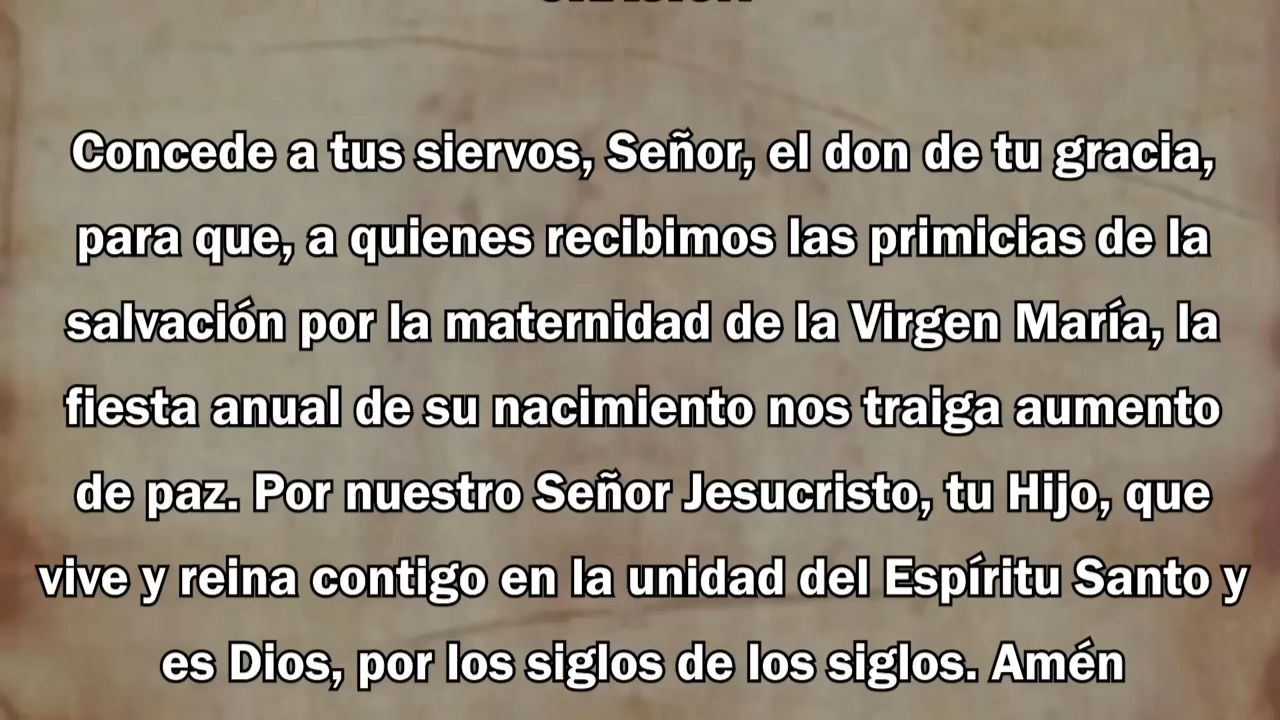 Concede a tus siervos, Señor, el don de tu gracia,
para que, a quienes recibimos las primicias de la
salvación por la maternidad de la Virgen María, la
fiesta anual de su nacimiento nos traiga aumento
de paz. Por nuestro Señor Jesucristo, tu Hijo, que
vive y reina contigo en la unidad del Espíritu Santo y
es Dios, por los siglos de los siglos. Amén